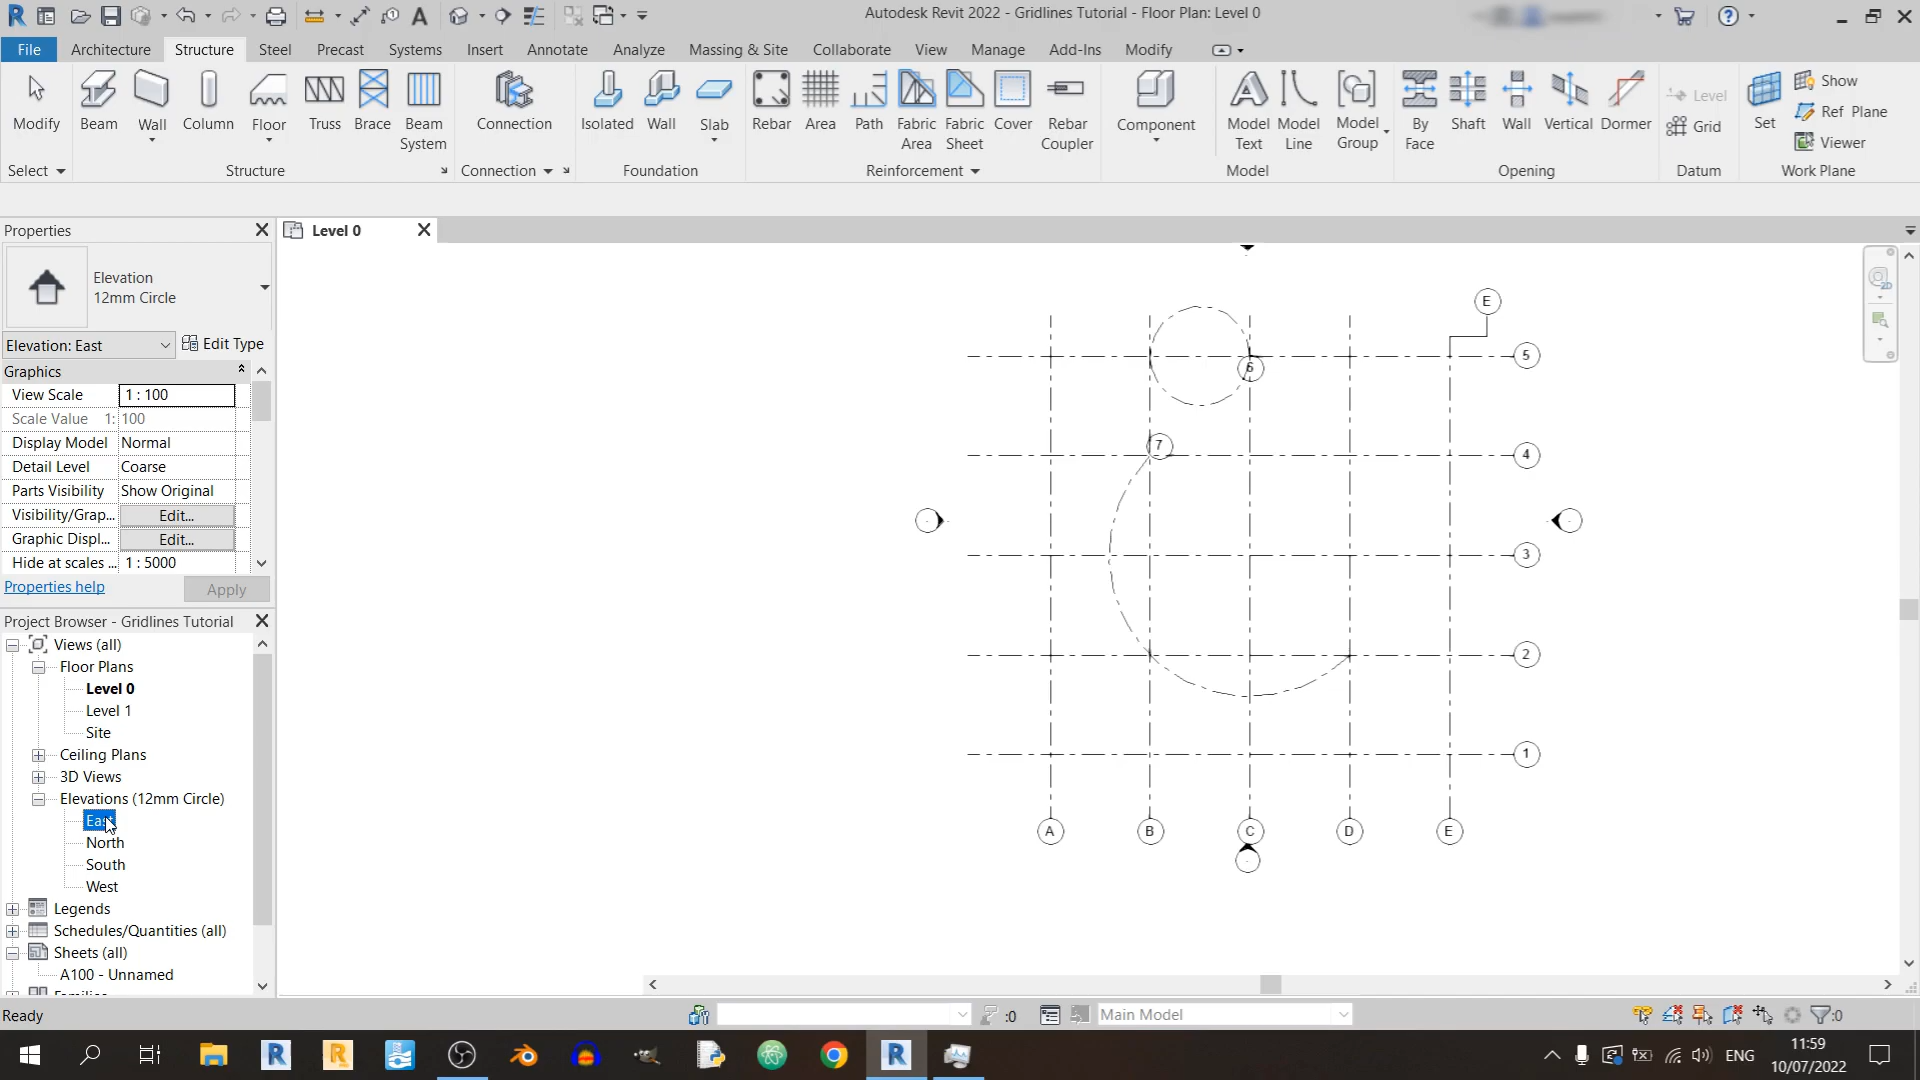 Autodesk Revit 2022 - Gridlines Tutorial - Floor Plan: Level 0
File Architecture Structure Steel Precast Systems Insert Annotate Analyze Massing & Site Collaborate View Manage Add-Ins Modify
Modify Beam Wall Column Floor Truss Brace Beam System Connection Isolated Wall Slab Rebar Area Path Fabric Area Fabric Sheet Cover Rebar Coupler Component Model Text Model Line Model Group By Face Shaft Wall Vertical Dormer Level Grid Set Show Ref Plane Viewer
Select Structure Connection Foundation Reinforcement Model Opening Datum Work Plane
Properties
Level 0
Elevation
12mm Circle
Elevation: East Edit Type
Graphics
View Scale 1 : 100
Scale Value 1: 100
Display Model Normal
Detail Level Coarse
Parts Visibility Show Original
Visibility/Grap... Edit...
Graphic Displ... Edit...
Hide at scales ... 1 : 5000
Properties help Apply
Project Browser - Gridlines Tutorial
Views (all)
Floor Plans
Level 0
Level 1
Site
Ceiling Plans
3D Views
Elevations (12mm Circle)
East
North
South
West
Legends
Schedules/Quantities (all)
Sheets (all)
A100 - Unnamed
E
5
6
7
4
3
2
1
A B C D E
Ready
:0
Main Model
:0
ENG
11:59
10/07/2022